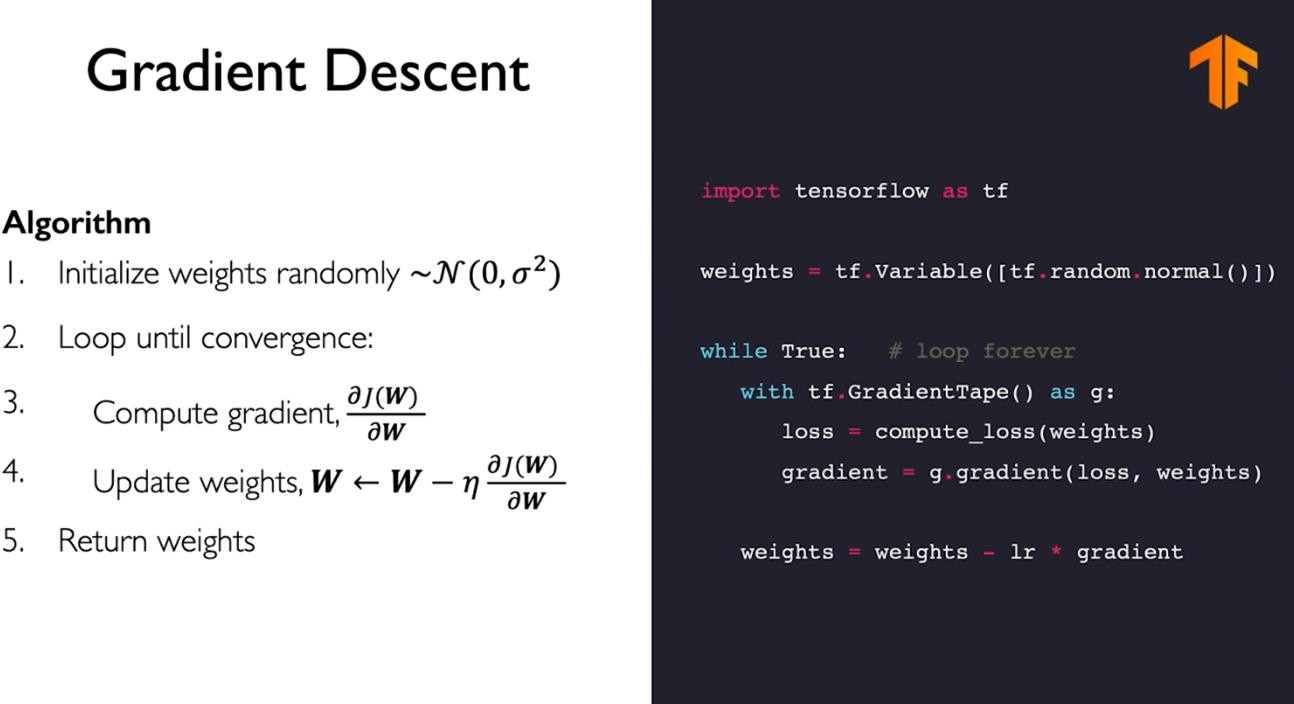 Gradient Descent
Algorithm
1. Initialize weights randomly ~𝒩(0, σ²)
2. Loop until convergence:
3. Compute gradient, ∂J(W)/∂W
4. Update weights, W ← W − η ∂J(W)/∂W
5. Return weights
import tensorflow as tf
weights = tf.Variable([tf.random.normal()])
while True: # loop forever
with tf.GradientTape() as g:
loss = compute_loss(weights)
gradient = g.gradient(loss, weights)
weights = weights - lr * gradient